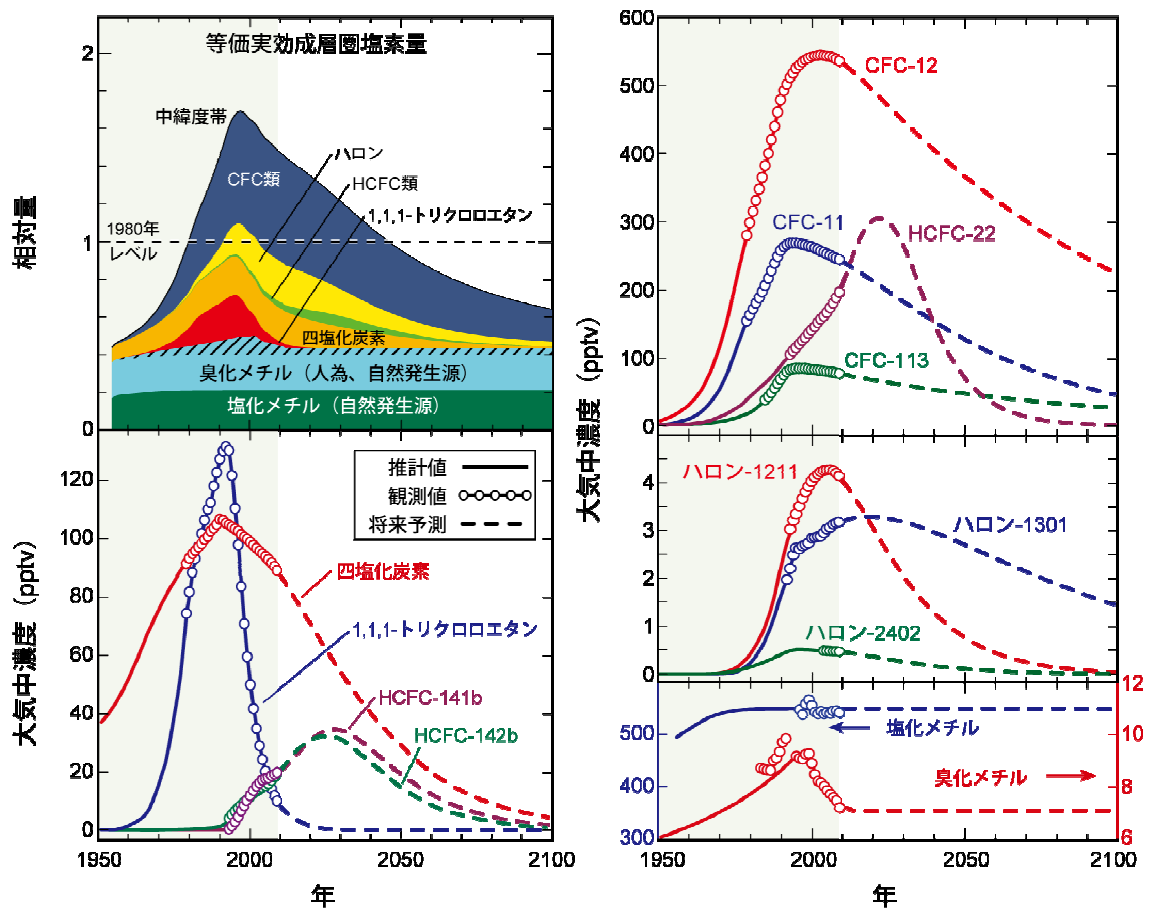 等価実効成層圏塩素量
相対量
2
1
0
中緯度帯
1980年
レベル
CFC類
ハロン
HCFC類
1,1,1-トリクロロエタン
四塩化炭素
臭化メチル（人為、自然発生源）
塩化メチル（自然発生源）
大気中濃度（pptv）
120
100
80
60
40
20
0
推計値
観測値
将来予測
四塩化炭素
1,1,1-トリクロロエタン
HCFC-141b
HCFC-142b
1950
2000
2050
2100
年
大気中濃度（pptv）
600
500
400
300
200
100
0
CFC-12
CFC-11
HCFC-22
CFC-113
4
3
2
1
0
ハロン-1211
ハロン-1301
ハロン-2402
500
400
300
12
10
8
6
塩化メチル
臭化メチル
1950
2000
2050
2100
年